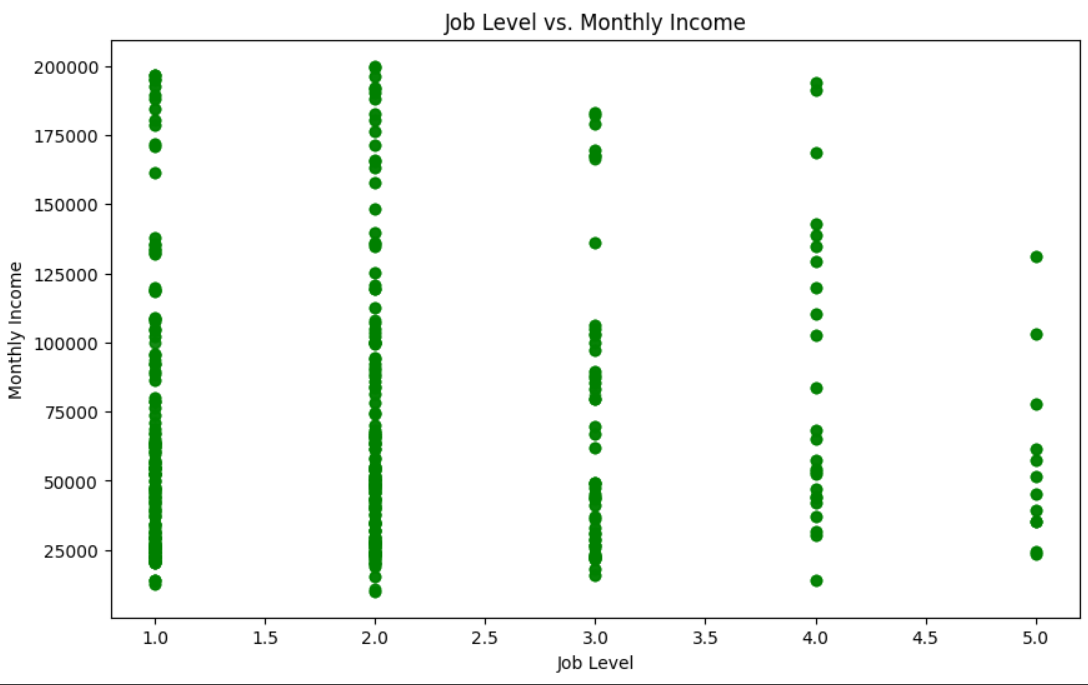 Job Level vs. Monthly Income
200000
175000
150000
125000
100000
75000
50000
25000
Monthly Income
1.0 1.5 2.0 2.5 3.0 3.5 4.0 4.5 5.0
Job Level